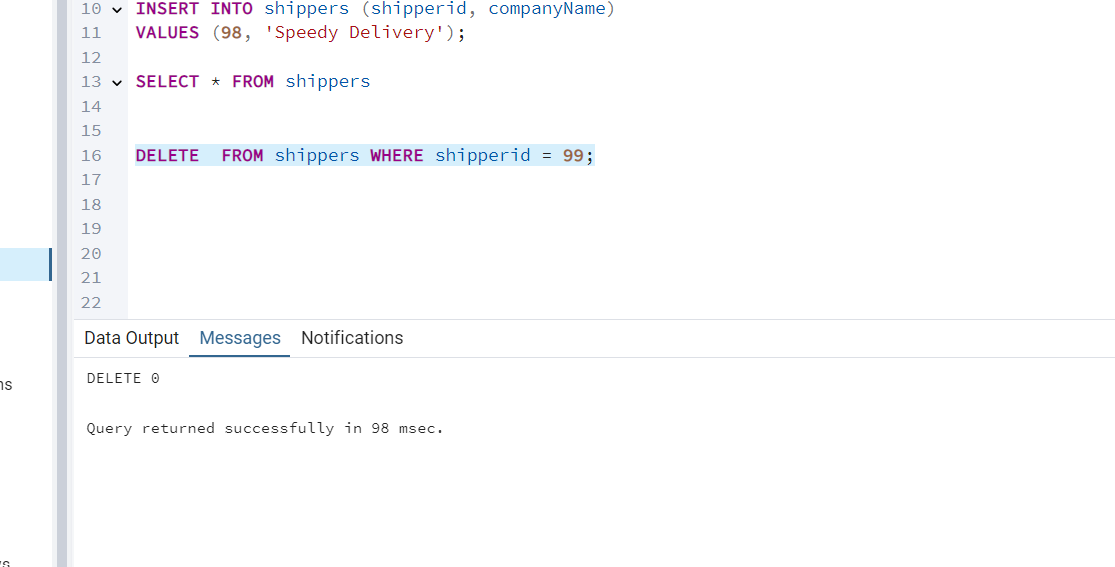 10 INSERT INTO shippers (shipperid, companyName)
11 VALUES (98, 'Speedy Delivery');
12
13 SELECT * FROM shippers
14
15
16 DELETE  FROM shippers WHERE shipperid = 99;
17
18
19
20
21
22
Data Output Messages Notifications
DELETE 0
ns
Query returned successfully in 98 msec.